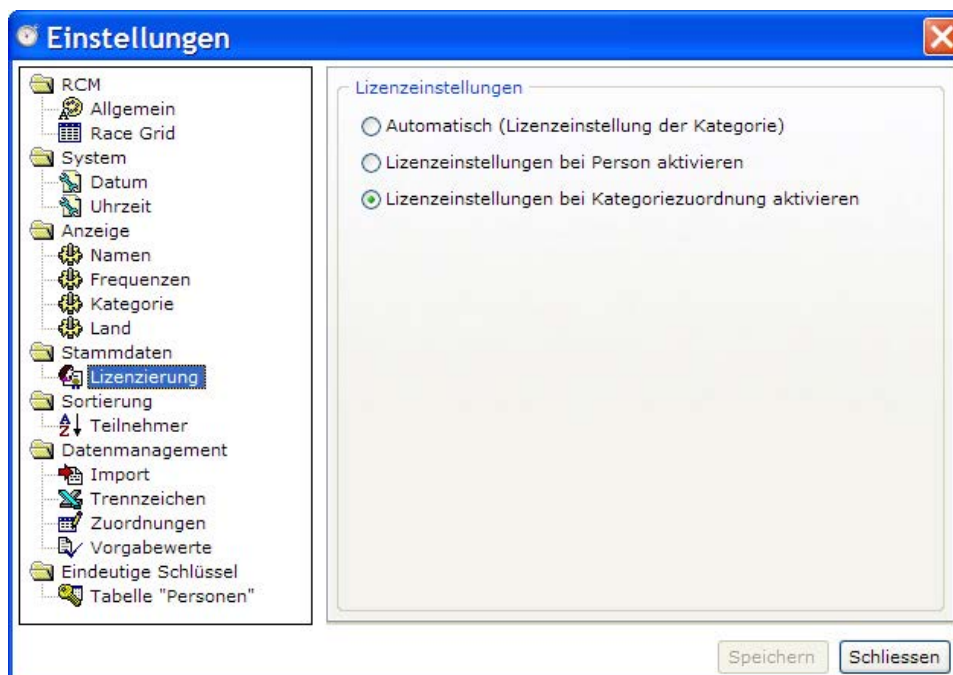 Einstellungen
RCM
Allgemein
Race Grid
System
Datum
Uhrzeit
Anzeige
Namen
Frequenzen
Kategorie
Land
Stammdaten
Lizenzierung
Sortierung
Teilnehmer
Datenmanagement
Import
Trennzeichen
Zuordnungen
Vorgabewerte
Eindeutige Schlüssel
Tabelle "Personen"
Lizenzeinstellungen
Automatisch (Lizenzeinstellung der Kategorie)
Lizenzeinstellungen bei Person aktivieren
Lizenzeinstellungen bei Kategoriezuordnung aktivieren
Speichern
Schliessen